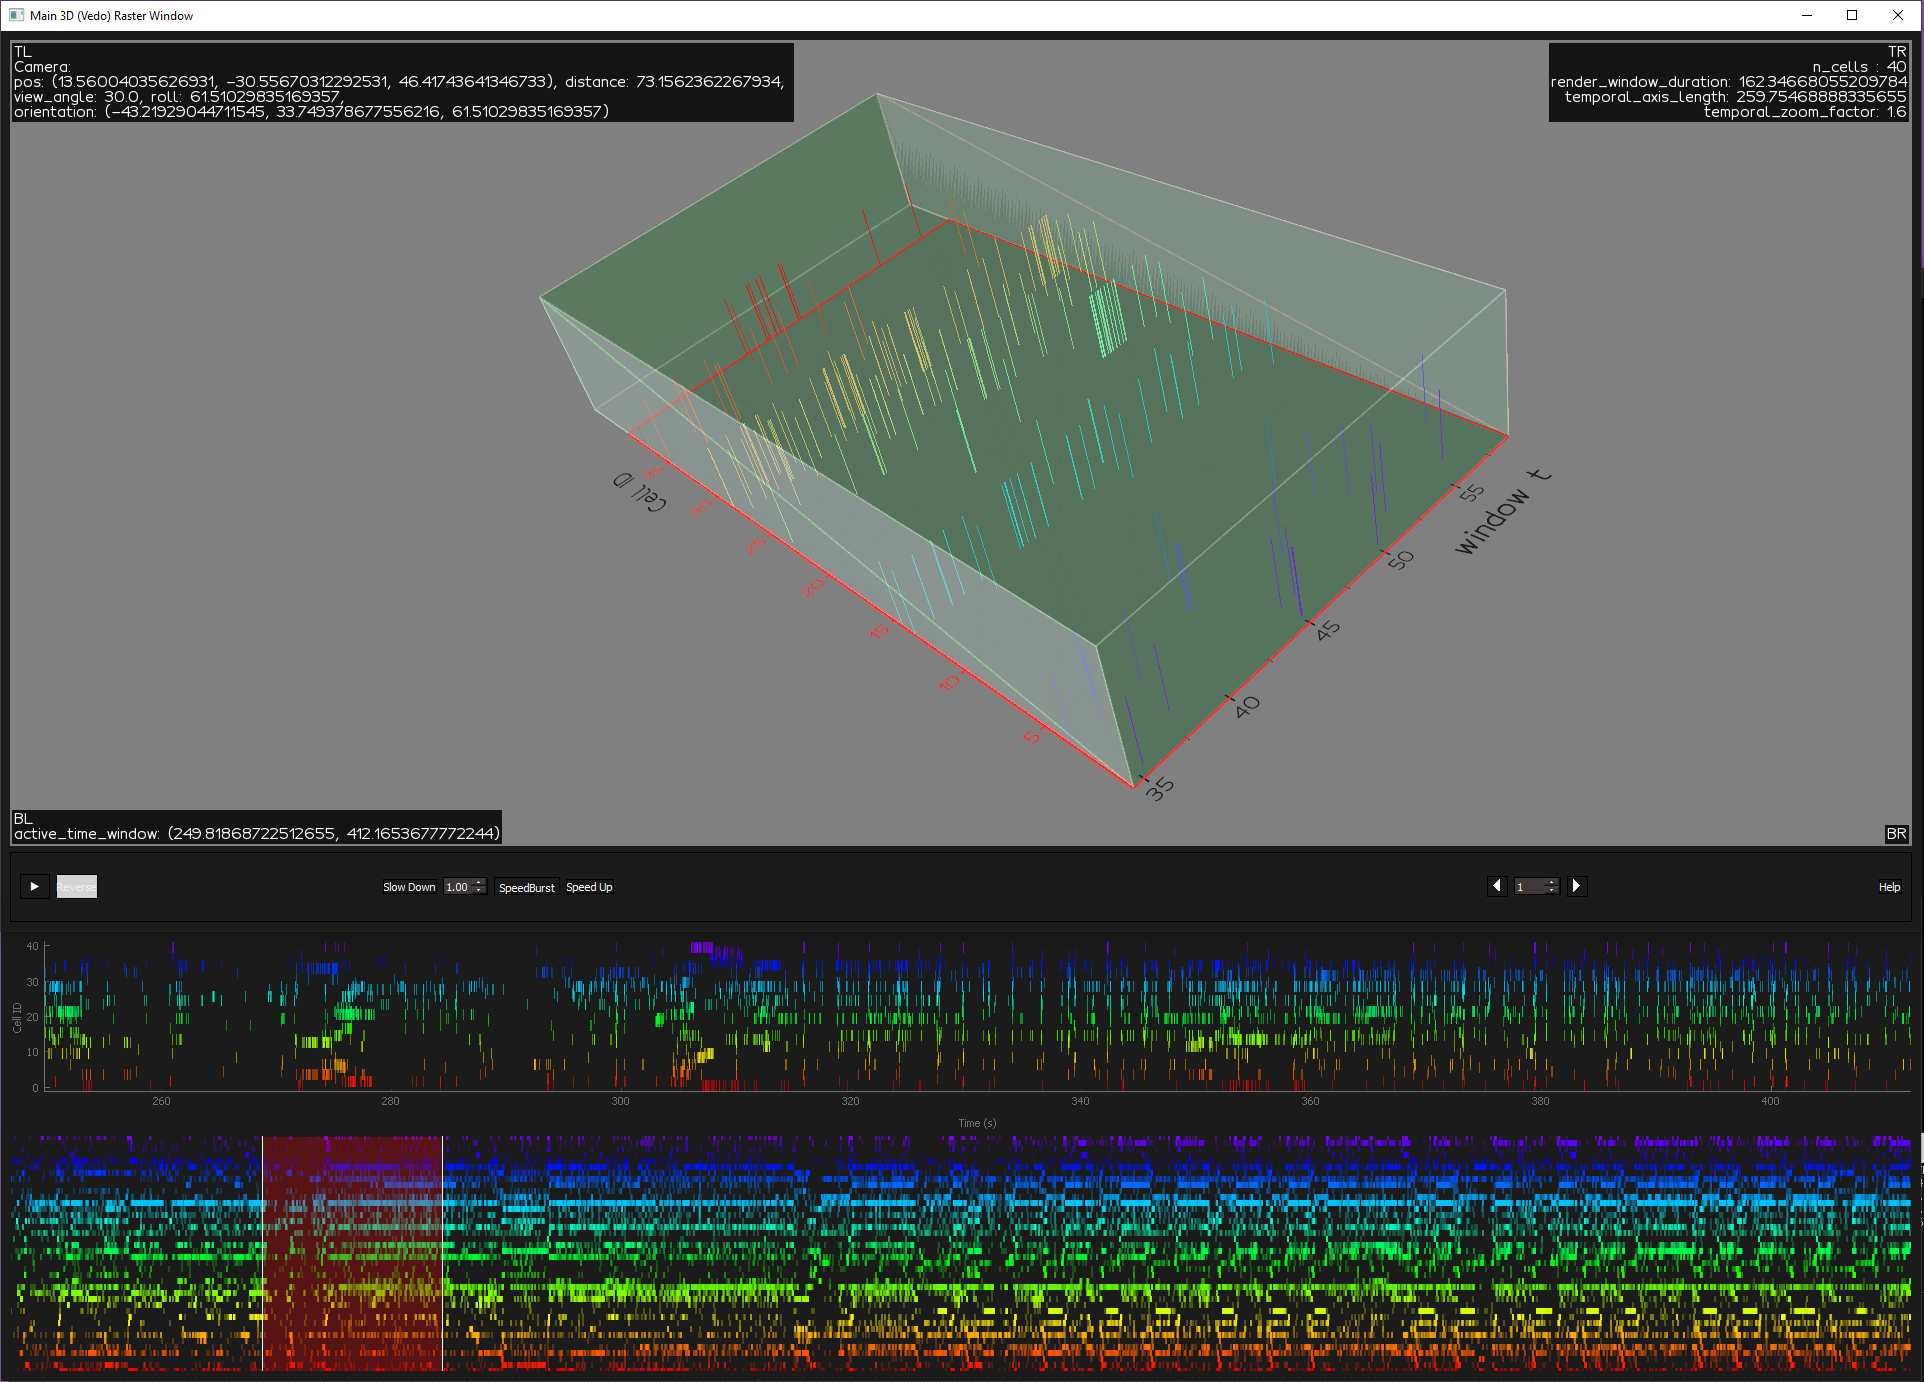 Main 3D (Vedo) Raster Window
TL
Camera:
pos: (13.56004035626931, -30.55670312292531, 46.41743641346733), distance: 73.1562362267934,
view_angle: 30.0, roll: 61.51029835169357,
orientation: (-43.21929044711545, 33.749378677556216, 61.51029835169357)
TR
n_cells : 40
render_window_duration: 162.34668055209784
temporal_axis_length: 259.75468888335655
temporal_zoom_factor: 1.6
Cell ID
35
30
25
20
15
10
5
window t
55
50
45
40
35
BL
active_time_window: (249.81868722512655, 412.1653677772244)
BR
Reverse
Slow Down
1.00
SpeedBurst
Speed Up
1
Help
40
30
20
10
0
Cell ID
260
280
300
320
340
360
380
400
Time (s)